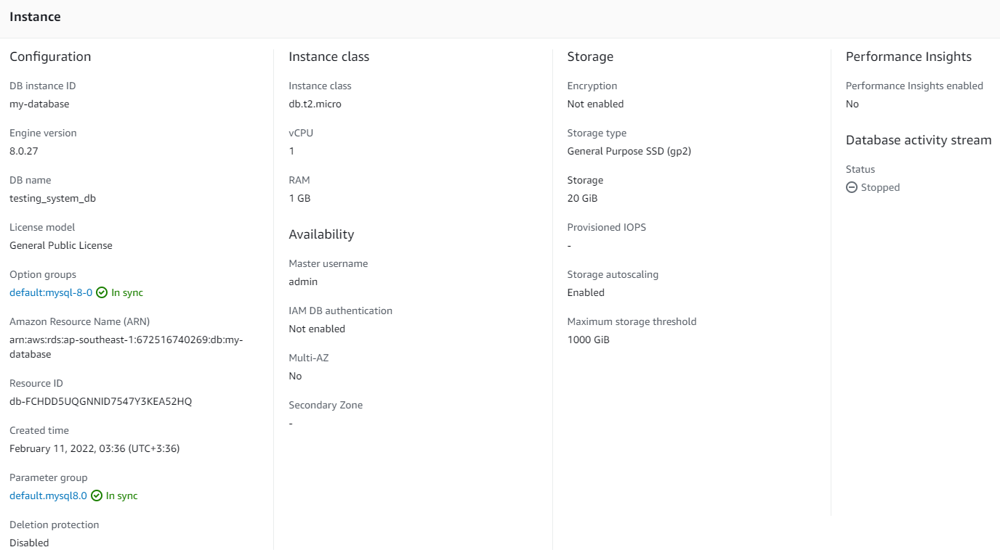 Instance
Configuration
DB instance ID
my-database
Engine version
8.0.27
DB name
testing_system_db
License model
General Public License
Option groups
default:mysql-8-0 In sync
Amazon Resource Name (ARN)
arn:aws:rds:ap-southeast-1:672516740269:db:my-
database
Resource ID
db-FCHDD5UQGNNID7547Y3KEA52HQ
Created time
February 11, 2022, 03:36 (UTC+3:36)
Parameter group
default.mysql8.0 In sync
Deletion protection
Disabled
Instance class
Instance class
db.t2.micro
vCPU
1
RAM
1 GB
Availability
Master username
admin
IAM DB authentication
Not enabled
Multi-AZ
No
Secondary Zone
-
Storage
Encryption
Not enabled
Storage type
General Purpose SSD (gp2)
Storage
20 GiB
Provisioned IOPS
-
Storage autoscaling
Enabled
Maximum storage threshold
1000 GiB
Performance Insights
Performance Insights enabled
No
Database activity stream
Status
Stopped